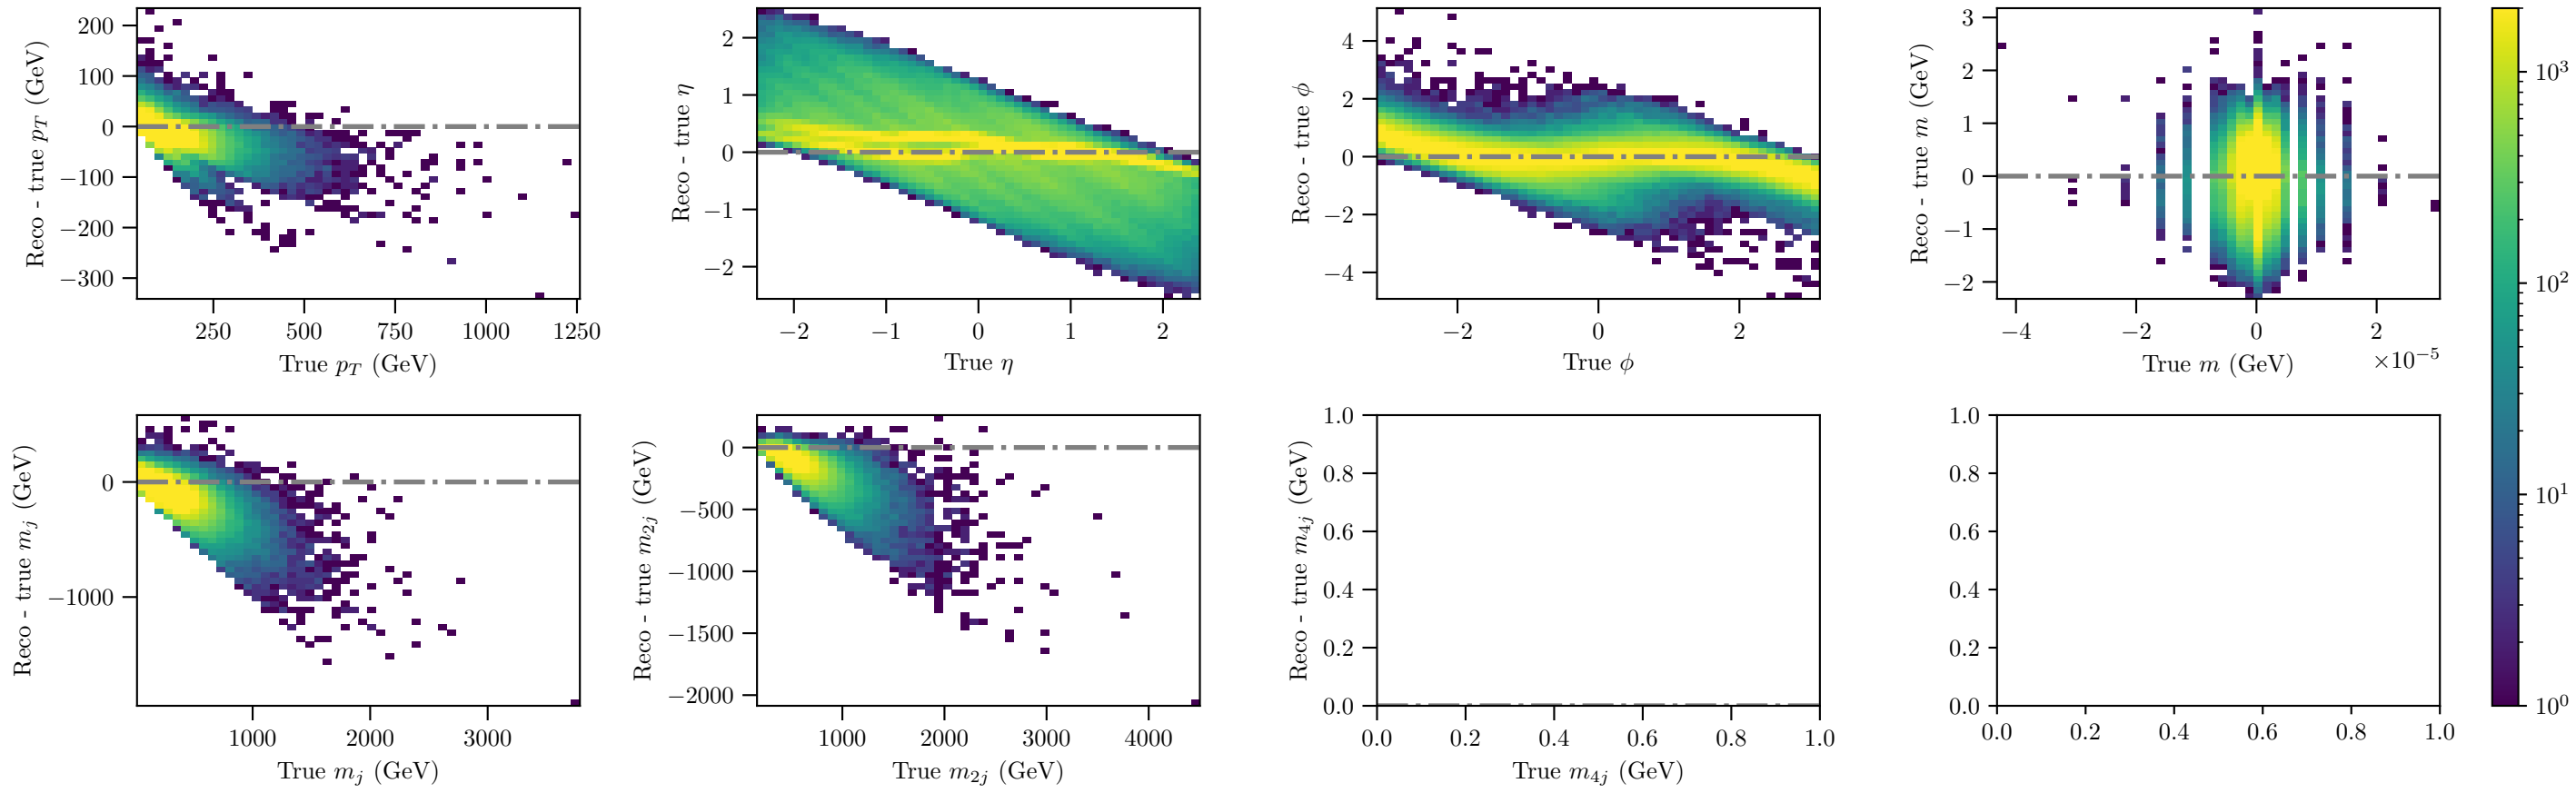 Reco - true p_T (GeV)
200
100
0
−100
−200
−300
250 500 750 1000 1250
True p_T (GeV)
Reco - true η
2
1
0
−1
−2
−2 −1 0 1 2
True η
Reco - true ϕ
4
2
0
−2
−4
−2 0 2
True ϕ
Reco - true m (GeV)
3
2
1
0
−1
−2
−4 −2 0 2
×10⁻⁵
True m (GeV)
10³
10²
10¹
10⁰
Reco - true m_j (GeV)
0
−1000
1000 2000 3000
True m_j (GeV)
Reco - true m_{2j} (GeV)
0
−500
−1000
−1500
−2000
1000 2000 3000 4000
True m_{2j} (GeV)
Reco - true m_{4j} (GeV)
1.0
0.8
0.6
0.4
0.2
0.0
0.0 0.2 0.4 0.6 0.8 1.0
True m_{4j} (GeV)
1.0
0.8
0.6
0.4
0.2
0.0
0.0 0.2 0.4 0.6 0.8 1.0